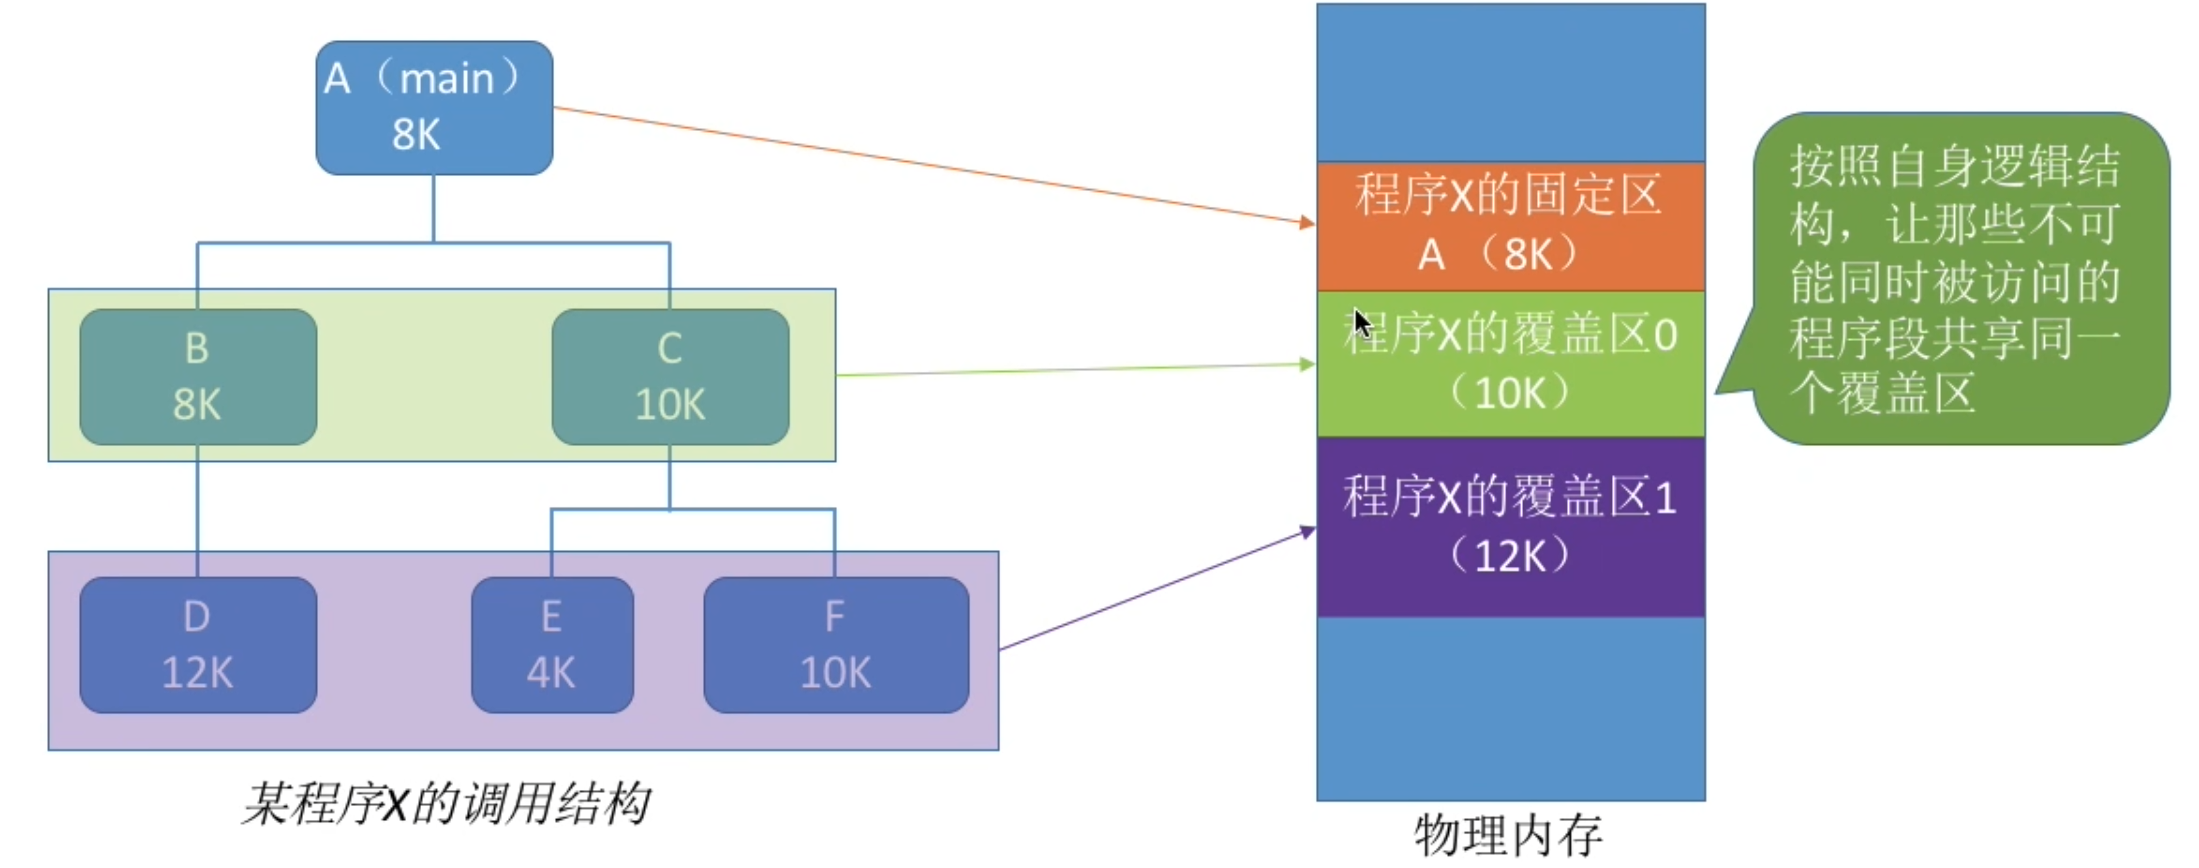 A（main）
8K
B
8K
C
10K
D
12K
E
4K
F
10K
某程序X的调用结构
程序X的固定区
A （8K）
程序X的覆盖区0
（10K）
程序X的覆盖区1
（12K）
物理内存
按照自身逻辑结
构，让那些不可
能同时被访问的
程序段共享同一
个覆盖区